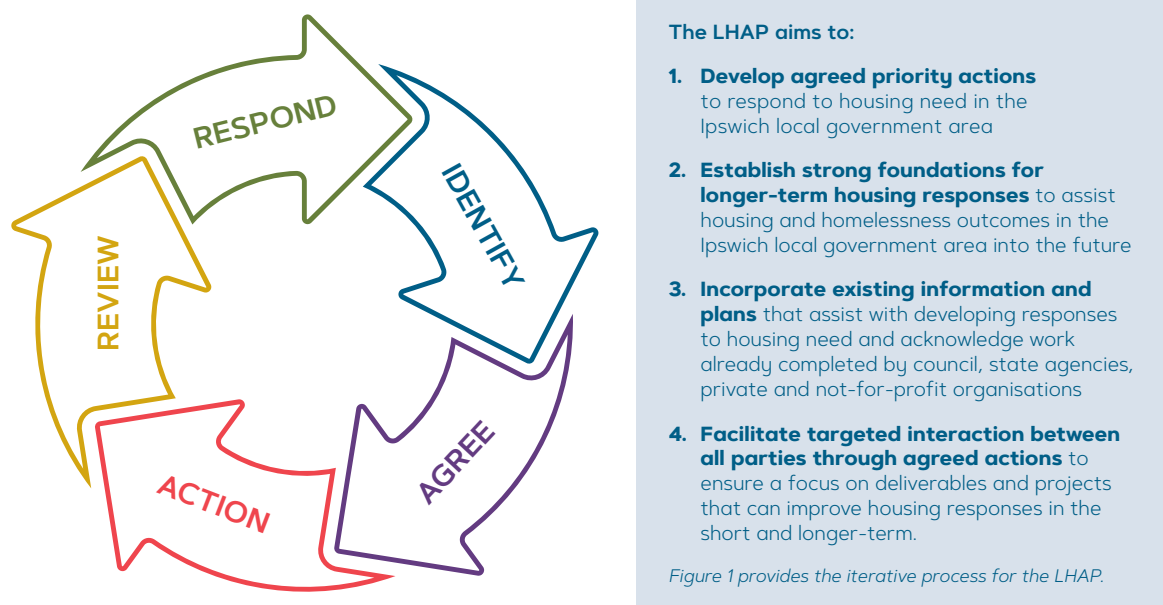 RESPOND
IDENTIFY
AGREE
ACTION
REVIEW
The LHAP aims to:
1. Develop agreed priority actions
to respond to housing need in the
Ipswich local government area
2. Establish strong foundations for
longer-term housing responses to assist
housing and homelessness outcomes in the
Ipswich local government area into the future
3. Incorporate existing information and
plans that assist with developing responses
to housing need and acknowledge work
already completed by council, state agencies,
private and not-for-profit organisations
4. Facilitate targeted interaction between
all parties through agreed actions to
ensure a focus on deliverables and projects
that can improve housing responses in the
short and longer-term.
Figure 1 provides the iterative process for the LHAP.